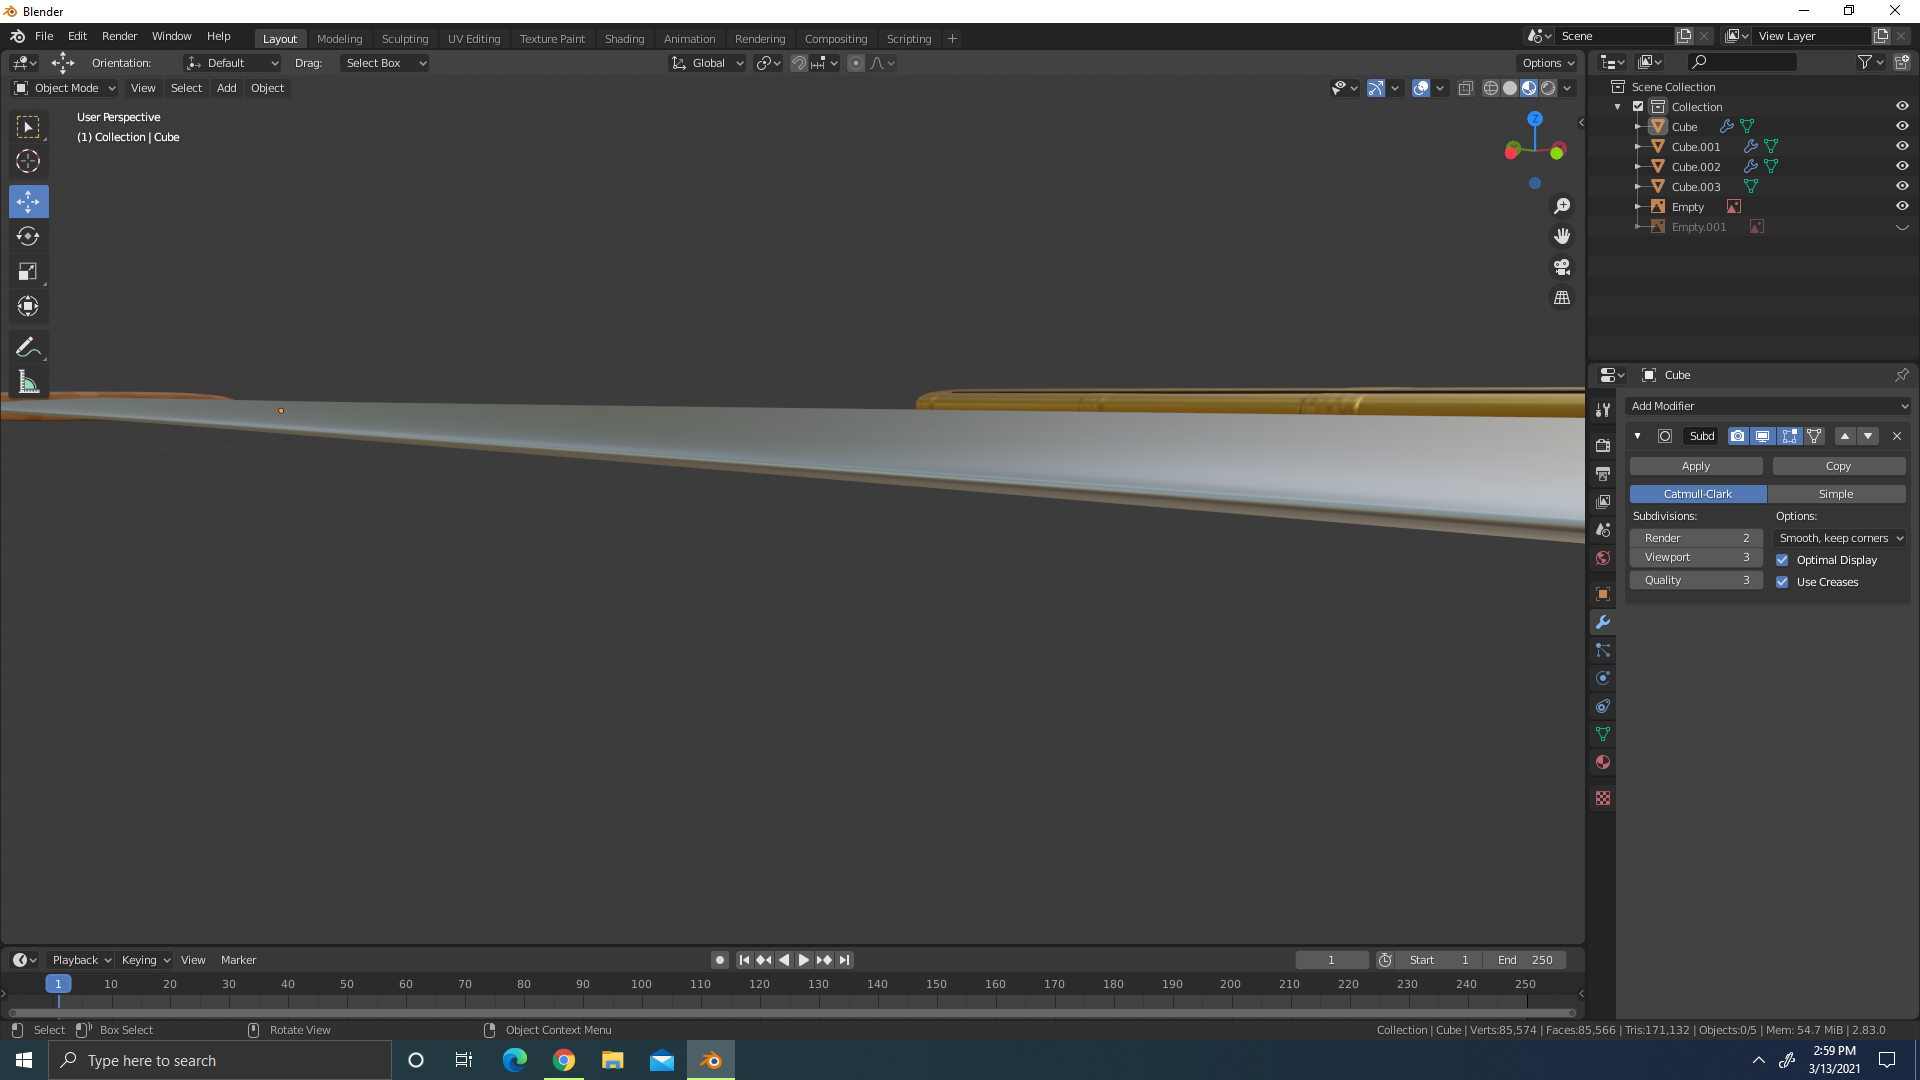 Blender
File Edit Render Window Help Layout Modeling Sculpting UV Editing Texture Paint Shading Animation Rendering Compositing Scripting + Scene View Layer
Orientation: Default Drag: Select Box Global Options
Object Mode View Select Add Object
User Perspective
(1) Collection | Cube
Z
Scene Collection
Collection
Cube
Cube.001
Cube.002
Cube.003
Empty
Empty.001
Cube
Add Modifier
Subd
Apply Copy
Catmull-Clark Simple
Subdivisions: Options:
Render 2 Smooth, keep corners
Viewport 3 Optimal Display
Quality 3 Use Creases
Playback Keying View Marker 1 Start 1 End 250
1 10 20 30 40 50 60 70 80 90 100 110 120 130 140 150 160 170 180 190 200 210 220 230 240 250
Select Box Select Rotate View Object Context Menu Collection | Cube | Verts:85,574 | Faces:85,566 | Tris:171,132 | Objects:0/5 | Mem: 54.7 MiB | 2.83.0
Type here to search
2:59 PM
3/13/2021